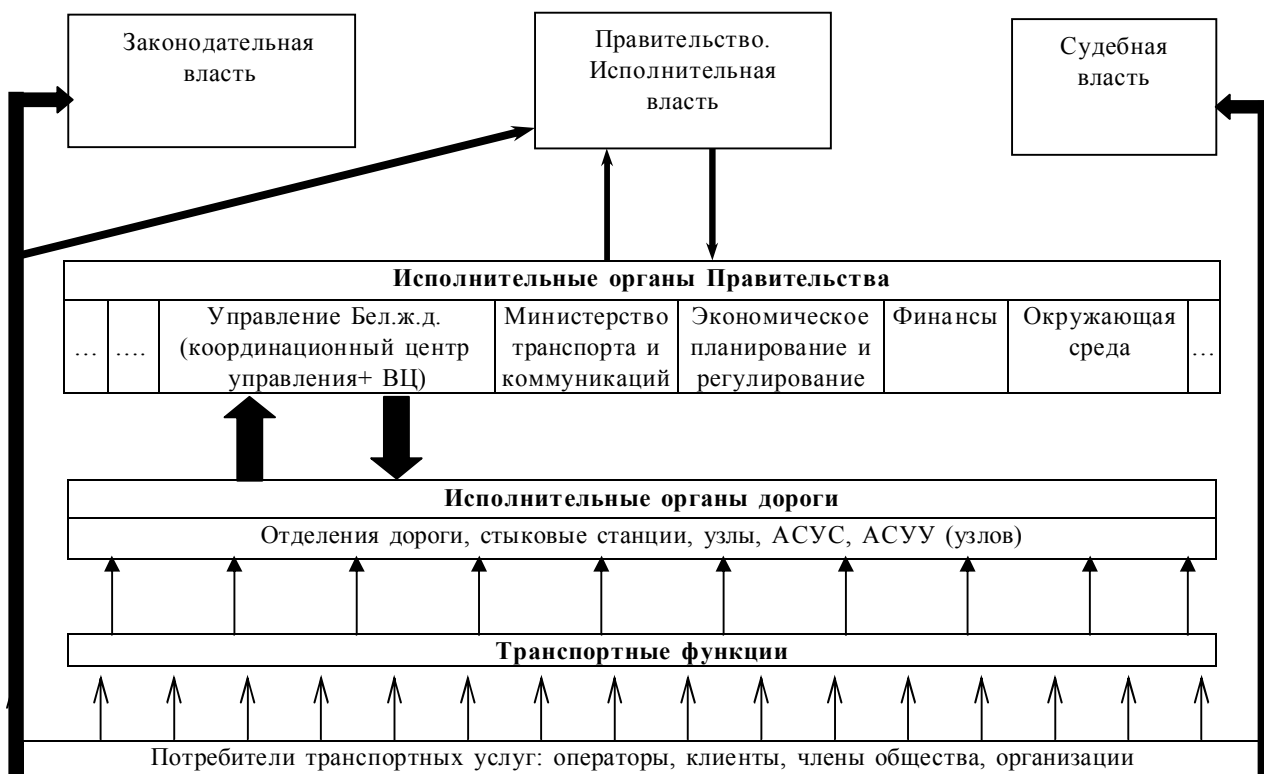 Законодательная
власть
Правительство.
Исполнительная
власть
Судебная
власть
Исполнительные органы Правительства
…
….
Управление Бел.ж.д.
(координационный центр
управления+ ВЦ)
Министерство
транспорта и
коммуникаций
Экономическое
планирование и
регулирование
Финансы
Окружающая
среда
…
Исполнительные органы дороги
Отделения дороги, стыковые станции, узлы, АСУС, АСУУ (узлов)
Транспортные функции
Потребители транспортных услуг: операторы, клиенты, члены общества, организации